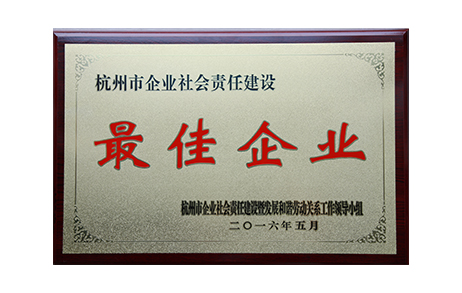 杭州市企业社会责任建设
最佳企业
杭州市企业社会责任建设暨发展和谐劳动关系工作领导小组
二〇一六年五月